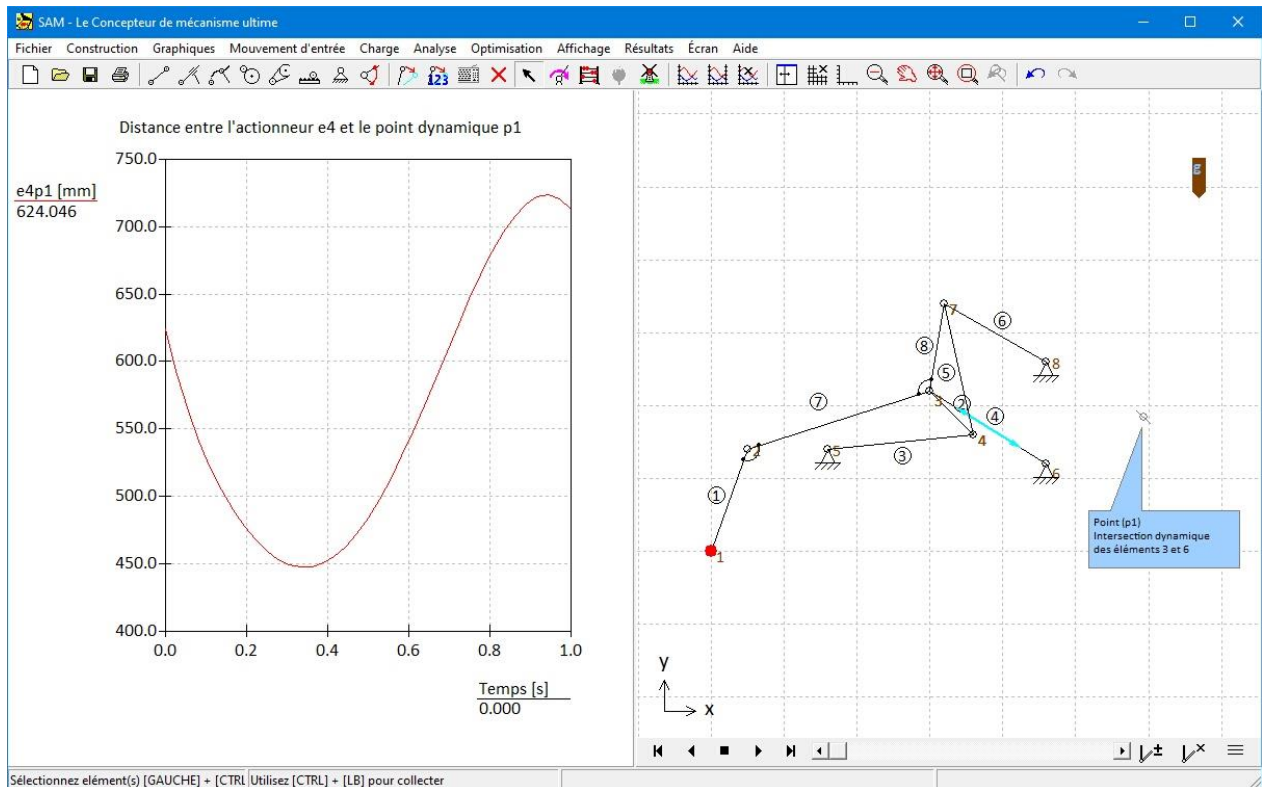 SAM - Le Concepteur de mécanisme ultime
Fichier Construction Graphiques Mouvement d'entrée Charge Analyse Optimisation Affichage Résultats Écran Aide
123
Distance entre l'actionneur e4 et le point dynamique p1
e4p1 [mm]
624.046
750.0
700.0
650.0
600.0
550.0
500.0
450.0
400.0
0.0 0.2 0.4 0.6 0.8 1.0
Temps [s]
0.000
7
6
8
8
5
3
2
4
7
2
5
3
4
6
1
1
Point (p1)
Intersection dynamique
des éléments 3 et 6
y
x
Sélectionnez elément(s) [GAUCHE] + [CTRL Utilisez [CTRL] + [LB] pour collecter